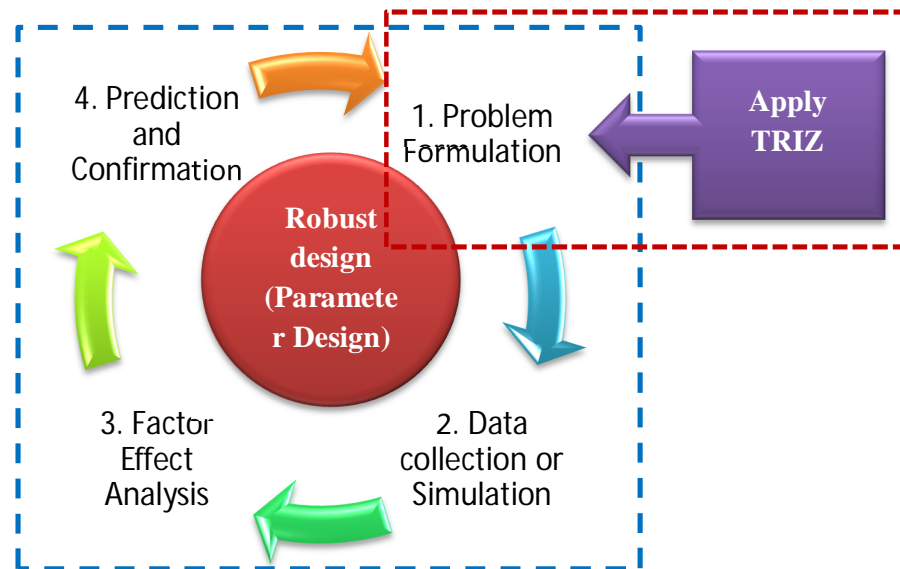 4. Prediction
and
Confirmation
1. Problem
Formulation
Apply
TRIZ
Robust
design
(Paramete
r Design)
3. Factor
Effect
Analysis
2. Data
collection or
Simulation